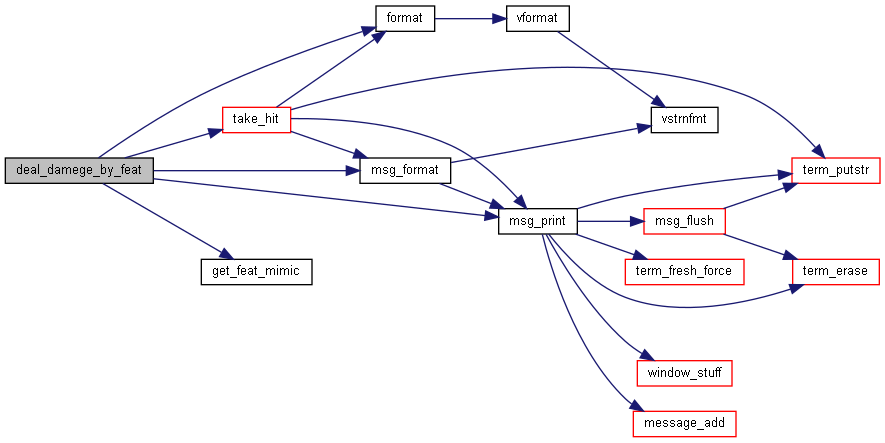 format
vformat
take_hit
vstrnfmt
deal_damege_by_feat
msg_format
term_putstr
msg_print
msg_flush
get_feat_mimic
term_fresh_force
term_erase
window_stuff
message_add